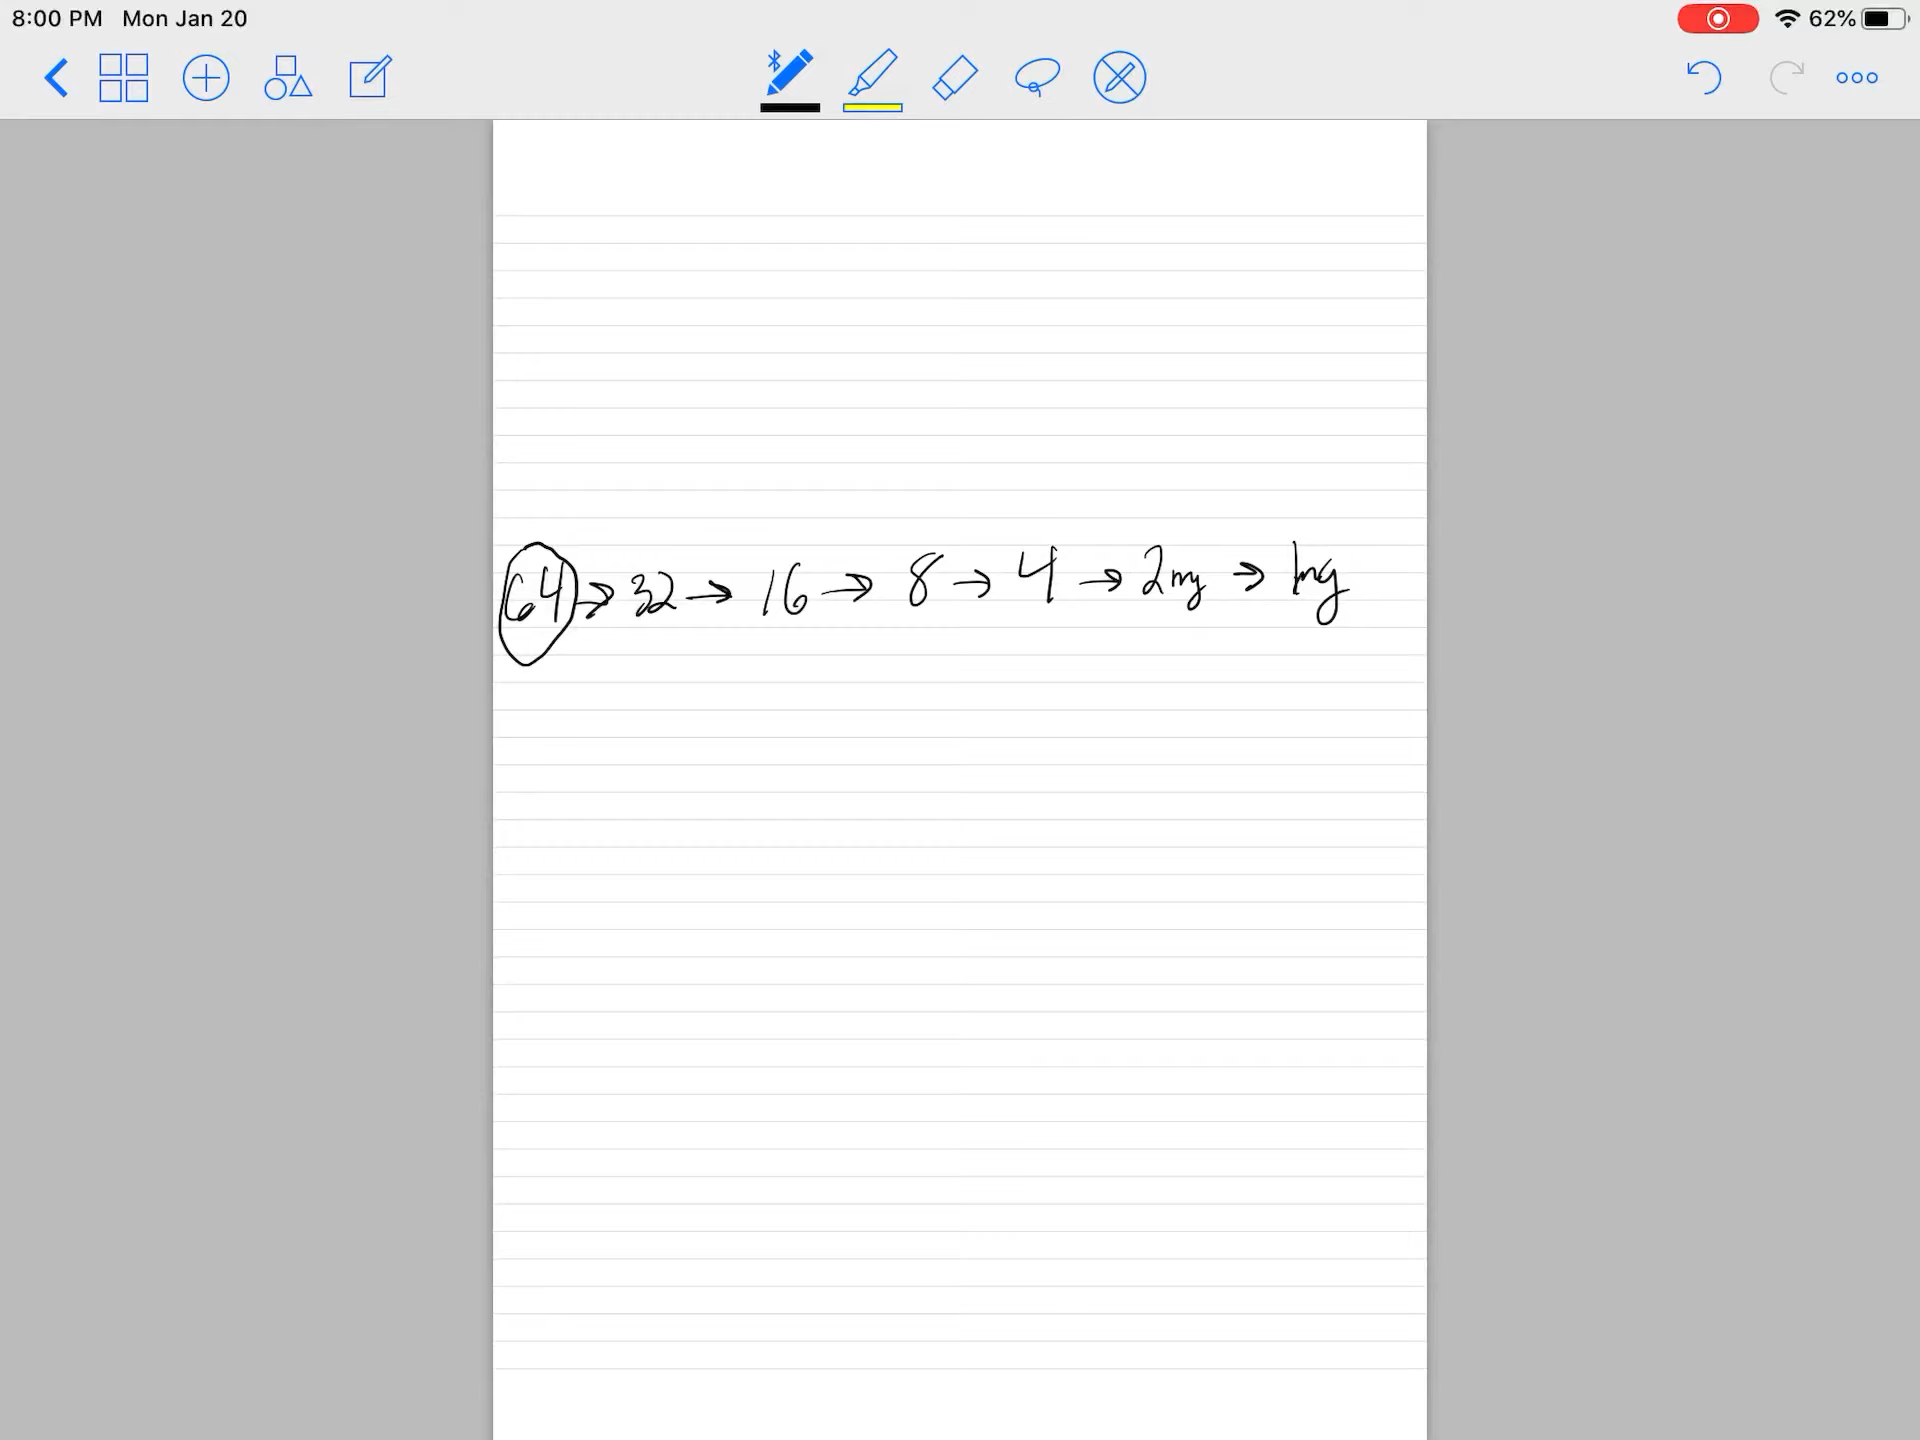 8:00 PM Mon Jan 20 62%
64 → 32 → 16 → 8 → 4 → 2mg → 1mg